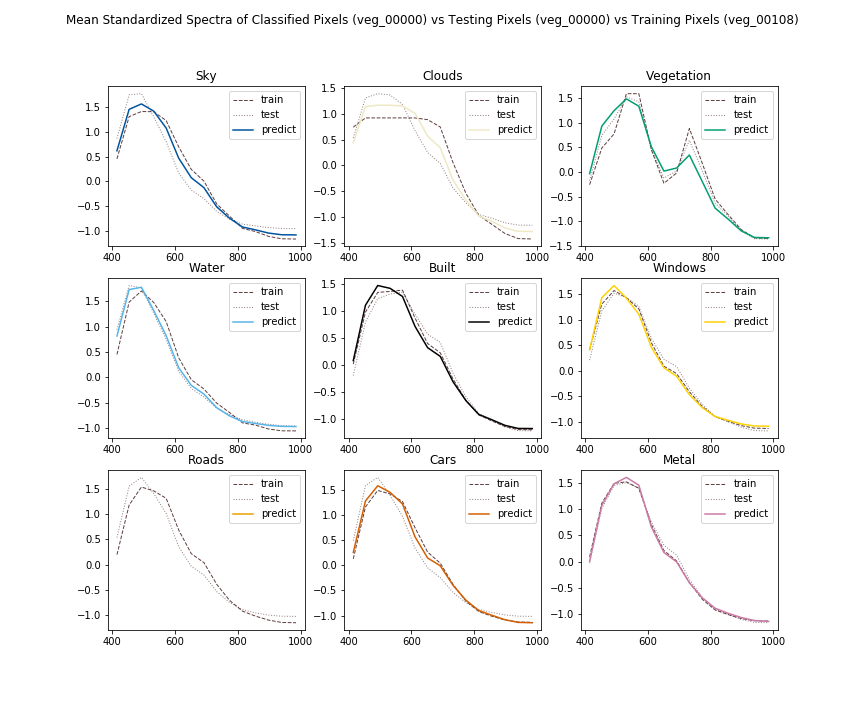 Mean Standardized Spectra of Classified Pixels (veg_00000) vs Testing Pixels (veg_00000) vs Training Pixels (veg_00108)
Sky
train
test
predict
1.5
1.0
0.5
0.0
−0.5
−1.0
400
600
800
1000
Clouds
train
test
predict
1.5
1.0
0.5
0.0
−0.5
−1.0
−1.5
400
600
800
1000
Vegetation
train
test
predict
1.5
1.0
0.5
0.0
−0.5
−1.0
−1.5
400
600
800
1000
Water
train
test
predict
1.5
1.0
0.5
0.0
−0.5
−1.0
400
600
800
1000
Built
train
test
predict
1.5
1.0
0.5
0.0
−0.5
−1.0
400
600
800
1000
Windows
train
test
predict
1.5
1.0
0.5
0.0
−0.5
−1.0
400
600
800
1000
Roads
train
test
predict
1.5
1.0
0.5
0.0
−0.5
−1.0
400
600
800
1000
Cars
train
test
predict
1.5
1.0
0.5
0.0
−0.5
−1.0
400
600
800
1000
Metal
train
test
predict
1.5
1.0
0.5
0.0
−0.5
−1.0
400
600
800
1000